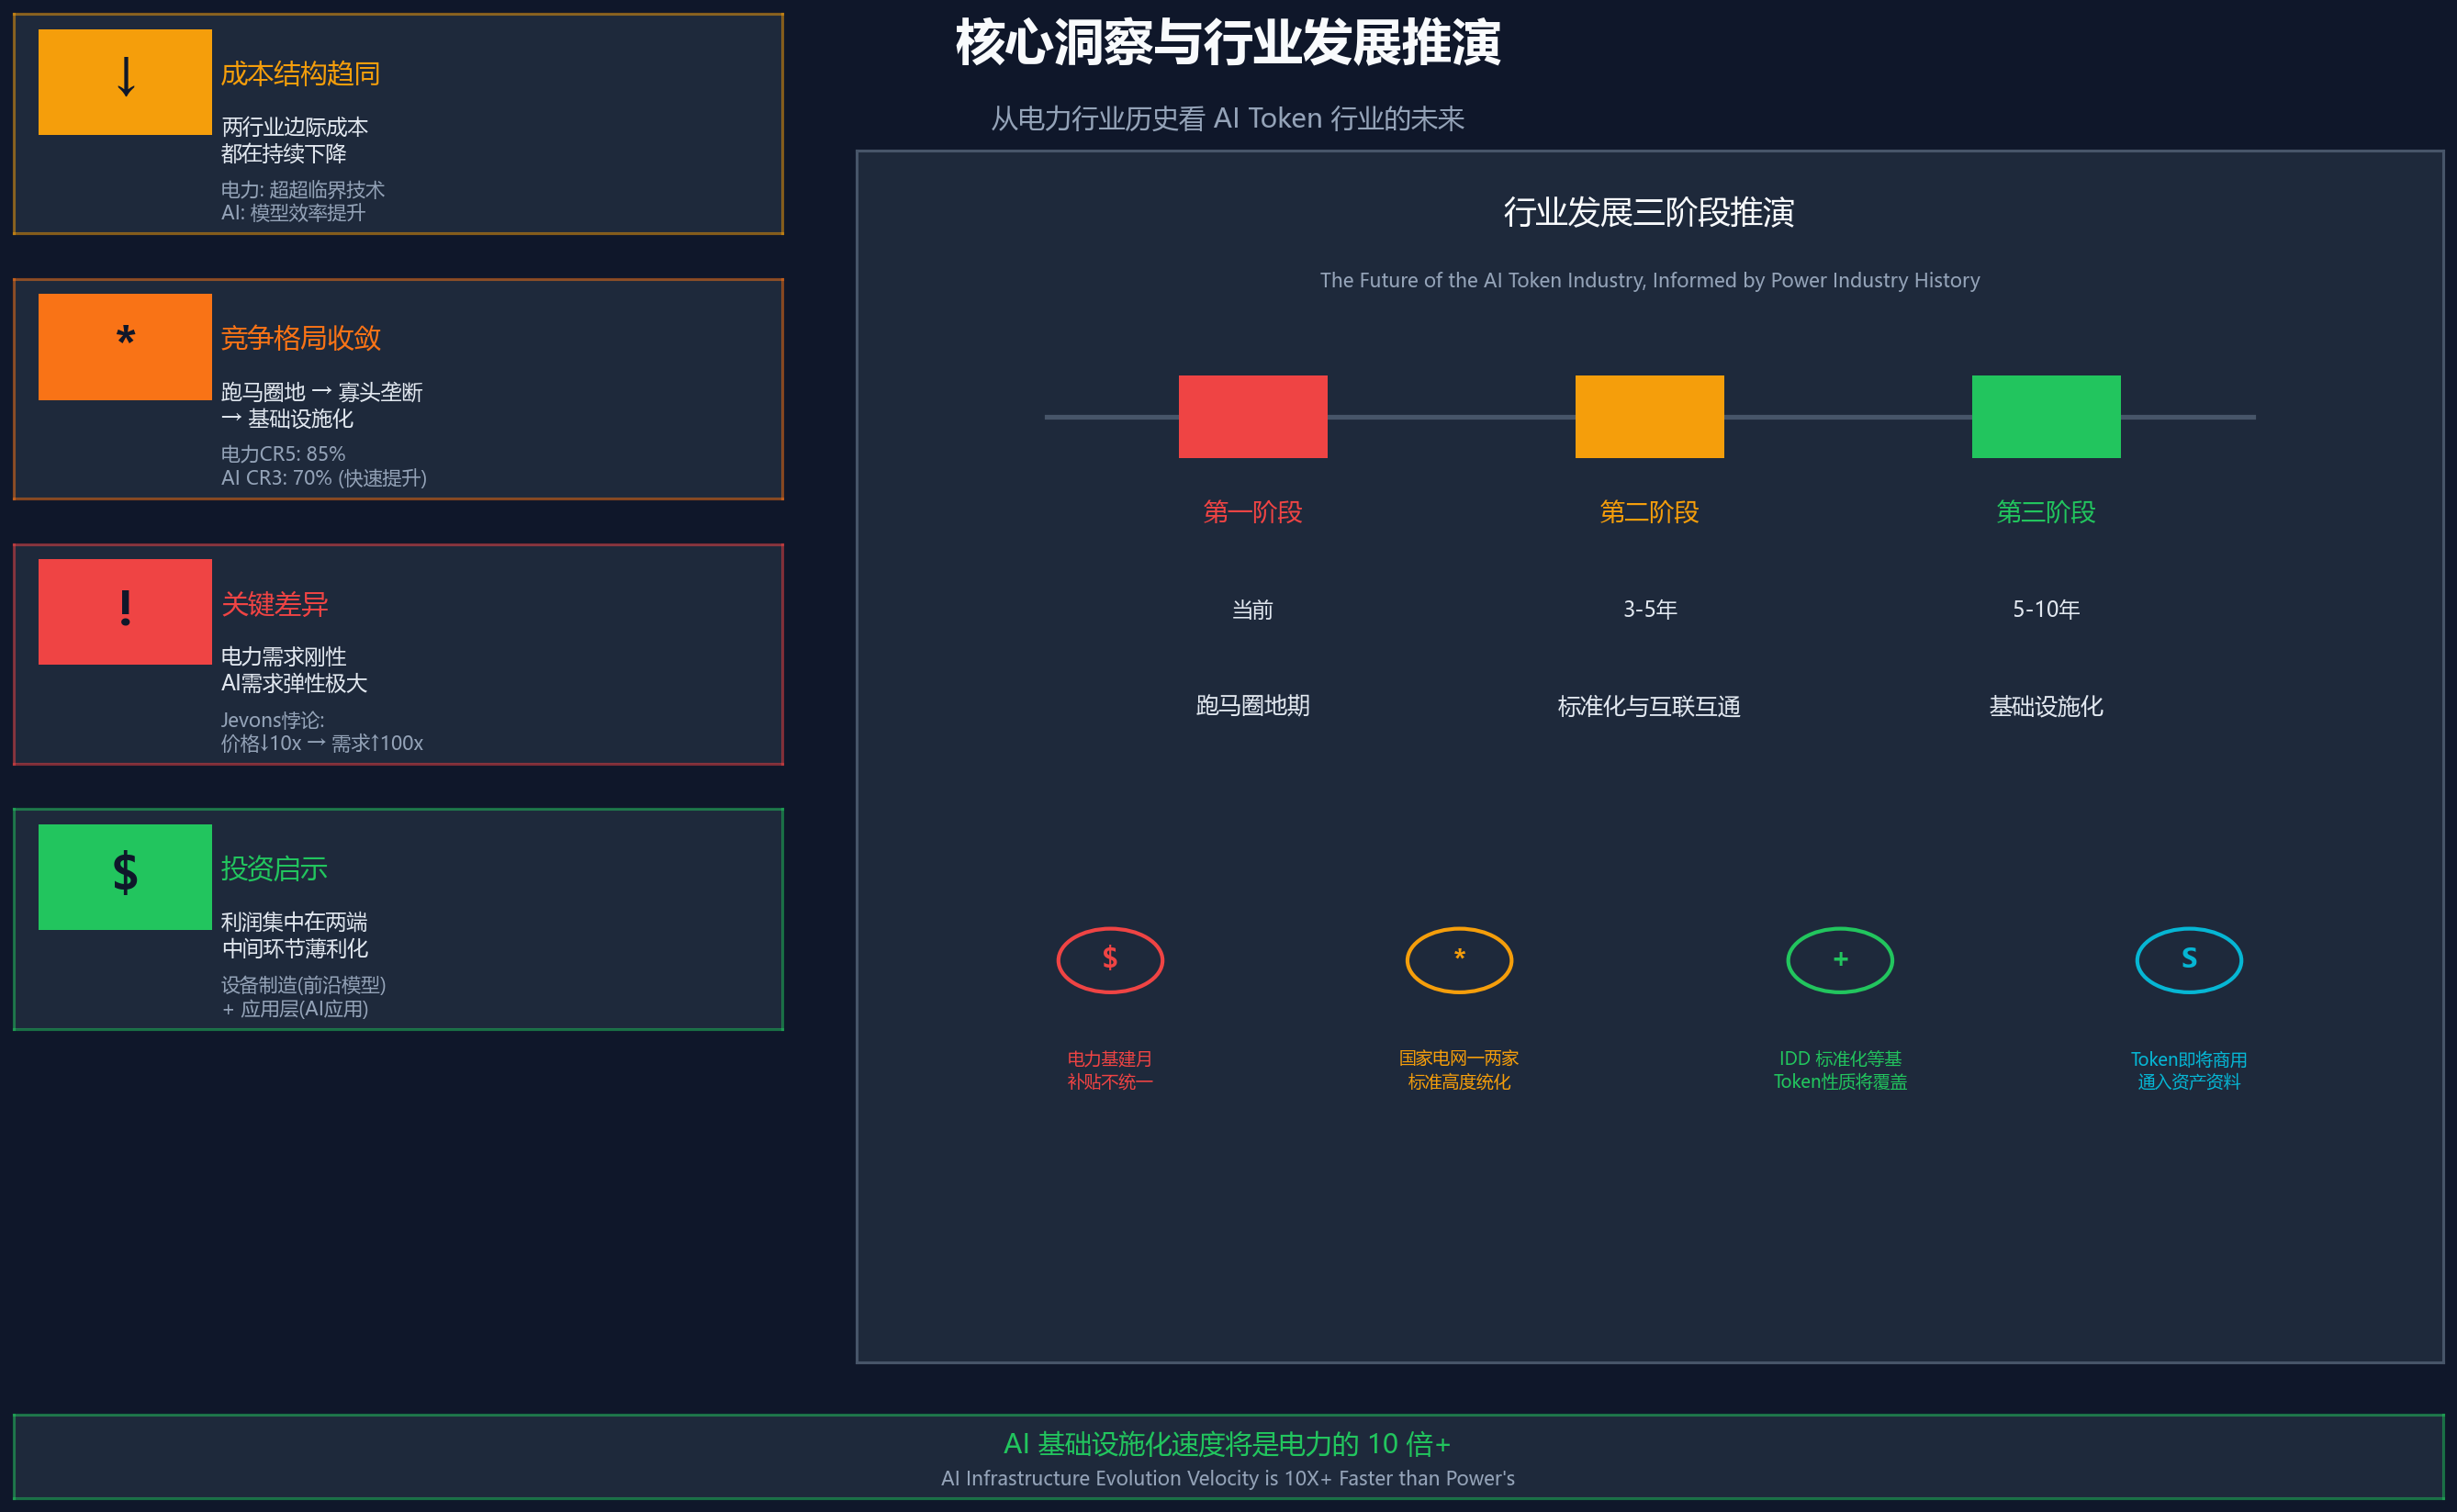 核心洞察与行业发展推演
从电力行业历史看 AI Token 行业的未来
↓
成本结构趋同
两行业边际成本
都在持续下降
电力: 超超临界技术
AI: 模型效率提升
*
竞争格局收敛
跑马圈地 → 寡头垄断
→ 基础设施化
电力CR5: 85%
AI CR3: 70% (快速提升)
!
关键差异
电力需求刚性
AI需求弹性极大
Jevons悖论:
价格↓10x → 需求↑100x
$
投资启示
利润集中在两端
中间环节薄利化
设备制造(前沿模型)
+ 应用层(AI应用)
行业发展三阶段推演
The Future of the AI Token Industry, Informed by Power Industry History
第一阶段
第二阶段
第三阶段
当前
3-5年
5-10年
跑马圈地期
标准化与互联互通
基础设施化
$
*
+
S
电力基建月
补贴不统一
国家电网一两家
标准高度统化
IDD 标准化等基
Token性质将覆盖
Token即将商用
通入资产资料
AI 基础设施化速度将是电力的 10 倍+
AI Infrastructure Evolution Velocity is 10X+ Faster than Power's